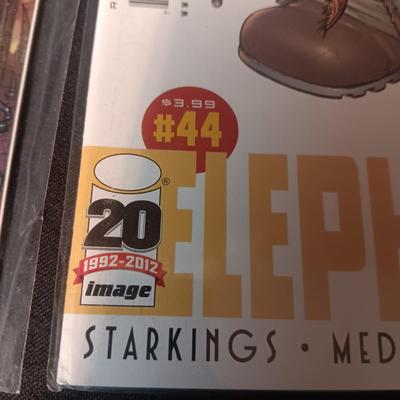 $3.99
#44
ELEPH
i®
20
1992-2012
image
STARKINGS • MED